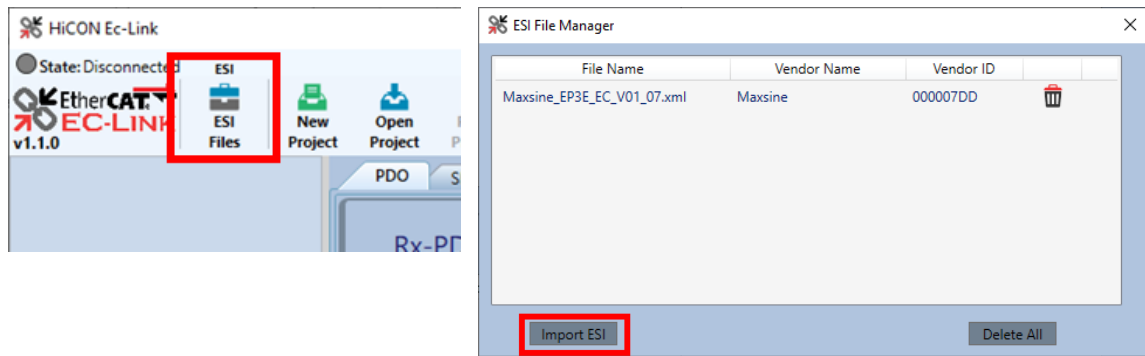 HiCON Ec-Link
State: Disconnected
ESI
EtherCAT
EC-LINK
v1.1.0
ESI
Files
New
Project
Open
Project
P
PDO
S
Rx-PD
ESI File Manager
File Name Vendor Name Vendor ID
Maxsine_EP3E_EC_V01_07.xml Maxsine 000007DD
Import ESI Delete All